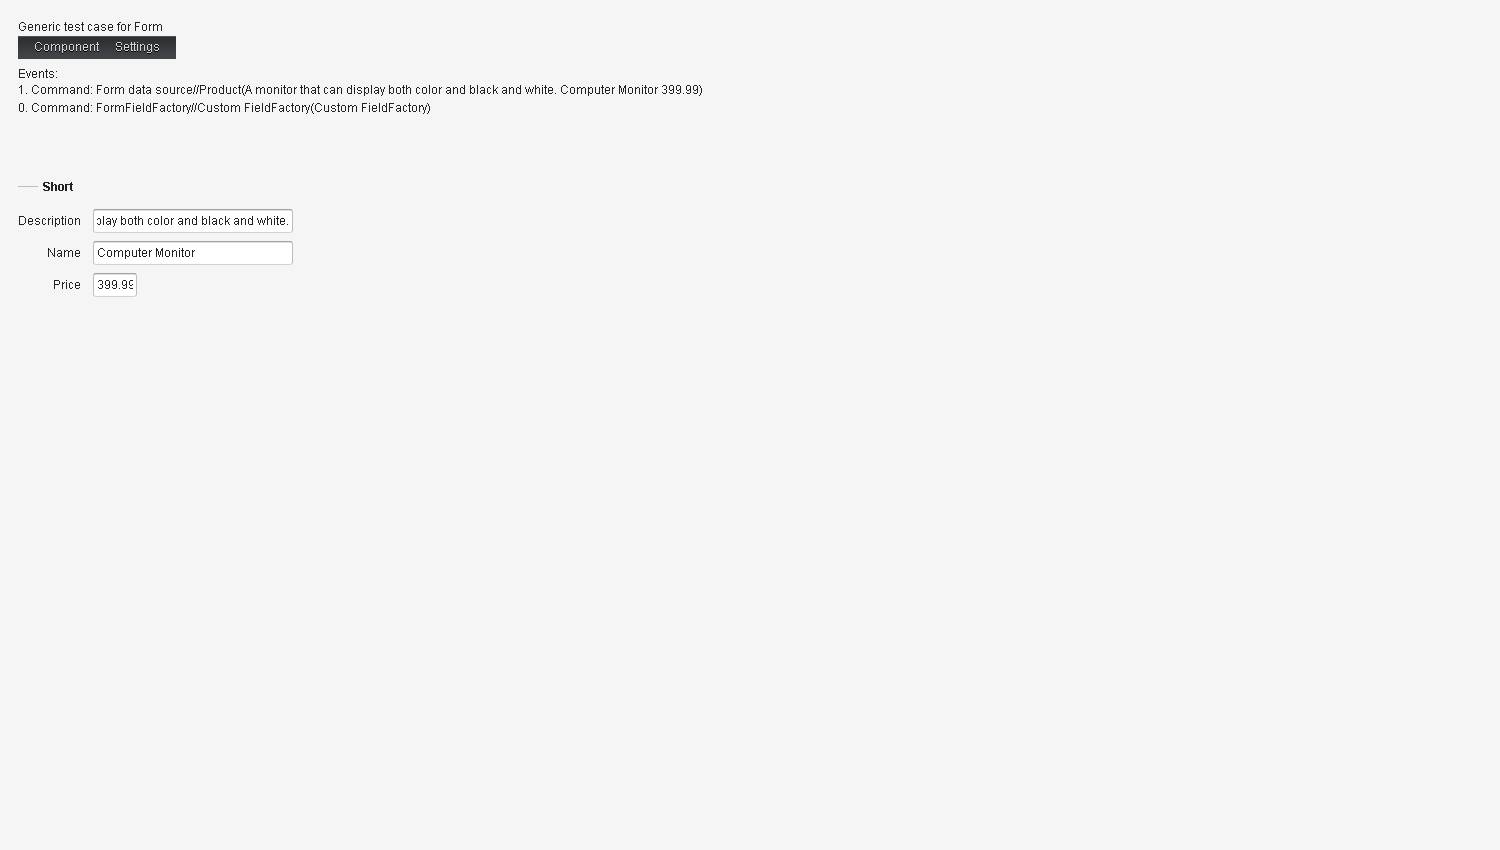 Generic test case for Form
Component Settings
Events:
1. Command: Form data source//Product(A monitor that can display both color and black and white. Computer Monitor 399.99)
0. Command: FormFieldFactory//Custom FieldFactory(Custom FieldFactory)
Short
Description play both color and black and white.
Name Computer Monitor
Price 399.99